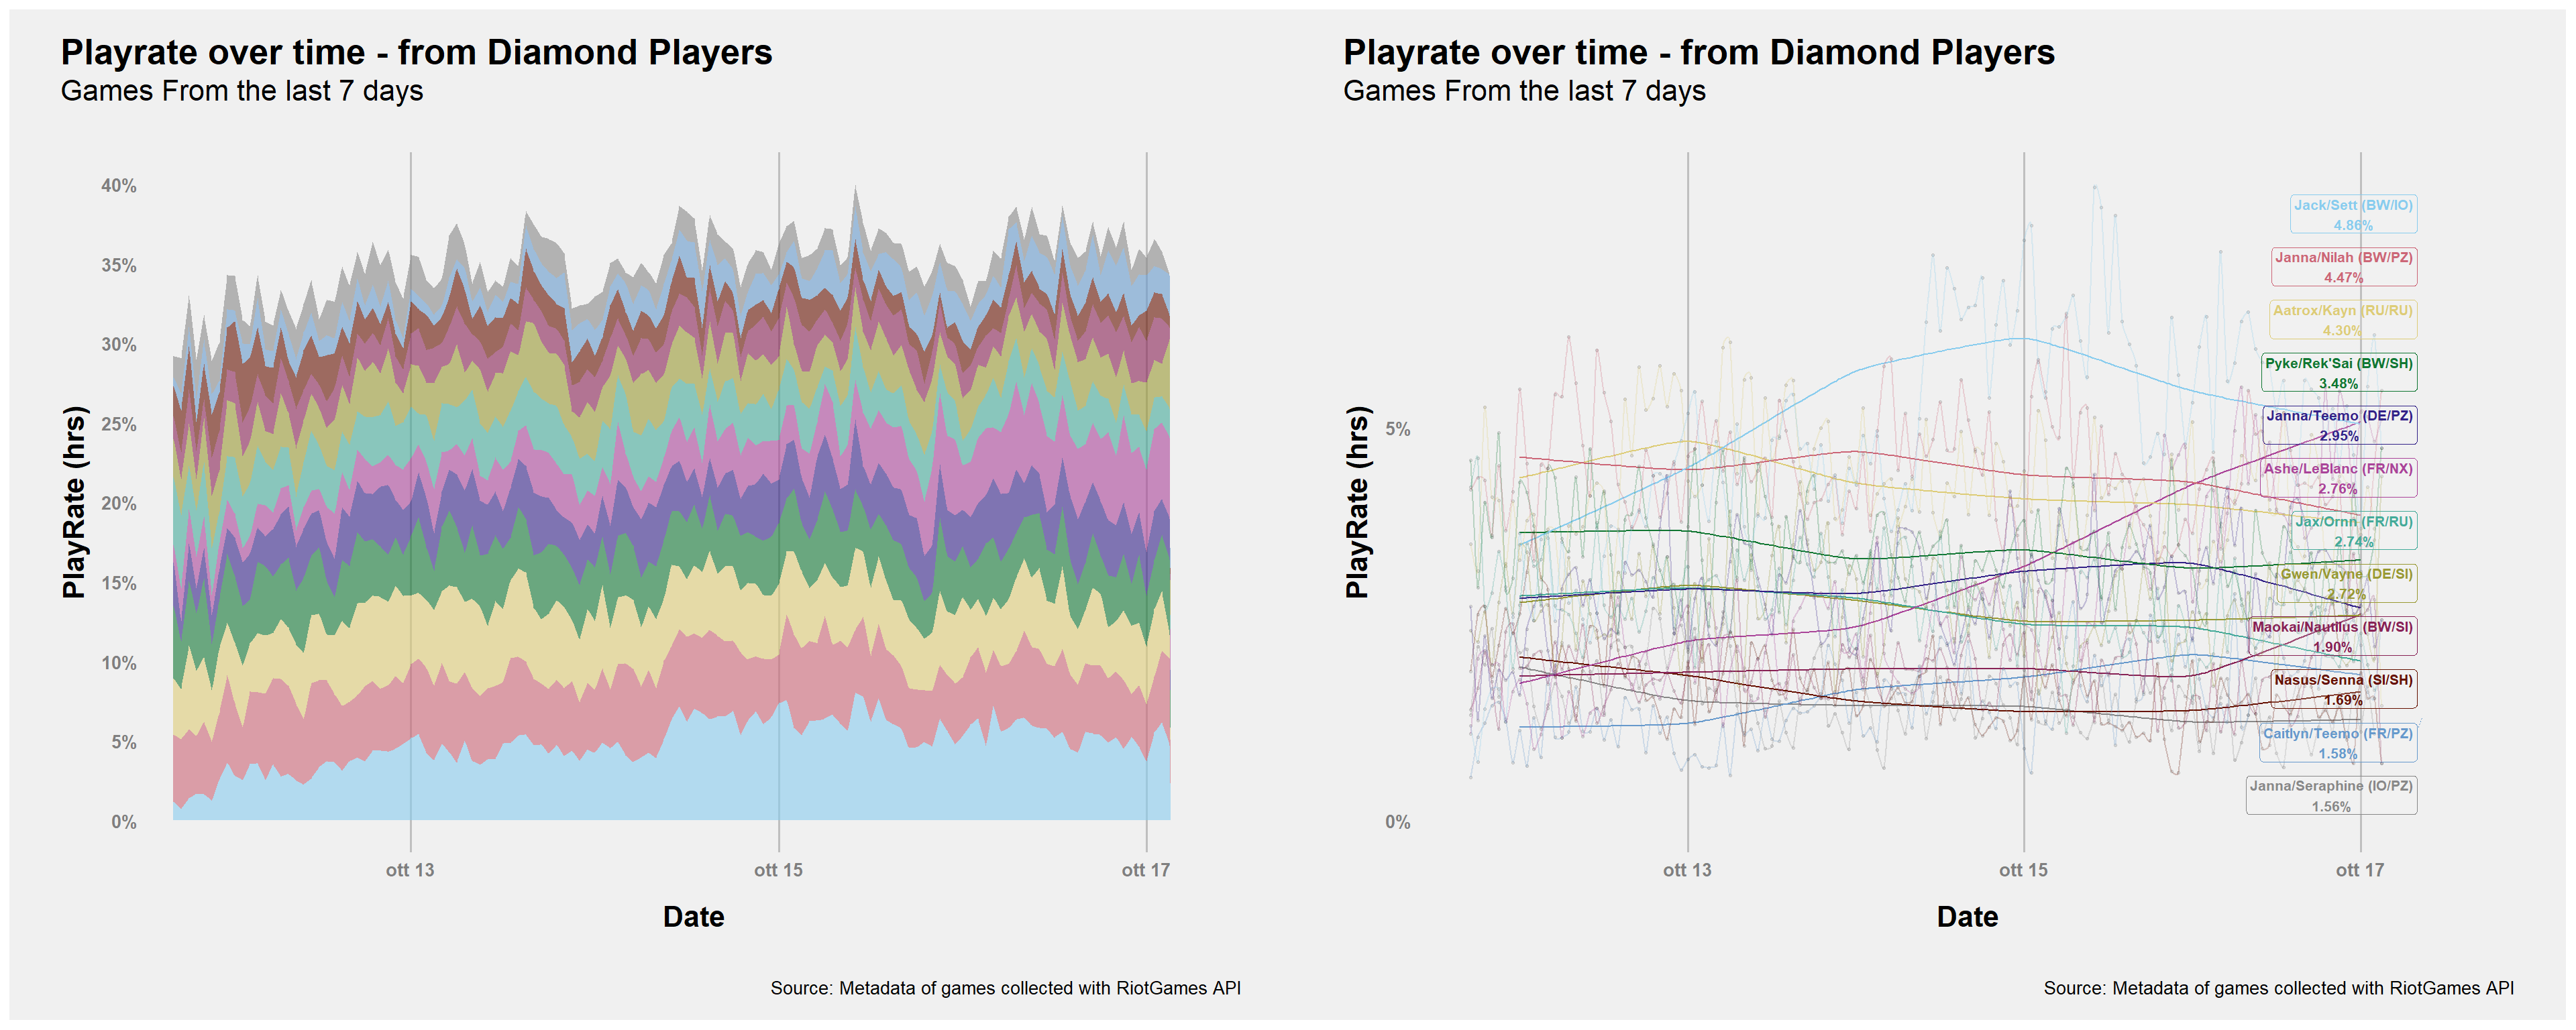 Playrate over time - from Diamond Players
Games From the last 7 days
40%
35%
30%
25%
20%
15%
10%
5%
0%
PlayRate (hrs)
ott 13
ott 15
ott 17
Date
Source: Metadata of games collected with RiotGames API
Playrate over time - from Diamond Players
Games From the last 7 days
5%
0%
PlayRate (hrs)
Jack/Sett (BW/IO)
4.86%
Janna/Nilah (BW/PZ)
4.47%
Aatrox/Kayn (RU/RU)
4.30%
Pyke/Rek'Sai (BW/SH)
3.48%
Janna/Teemo (DE/PZ)
2.95%
Ashe/LeBlanc (FR/NX)
2.76%
Jax/Ornn (FR/RU)
2.74%
Gwen/Vayne (DE/SI)
2.72%
Maokai/Nautilus (BW/SI)
1.90%
Nasus/Senna (SI/SH)
1.69%
Caitlyn/Teemo (FR/PZ)
1.58%
Janna/Seraphine (IO/PZ)
1.56%
ott 13
ott 15
ott 17
Date
Source: Metadata of games collected with RiotGames API